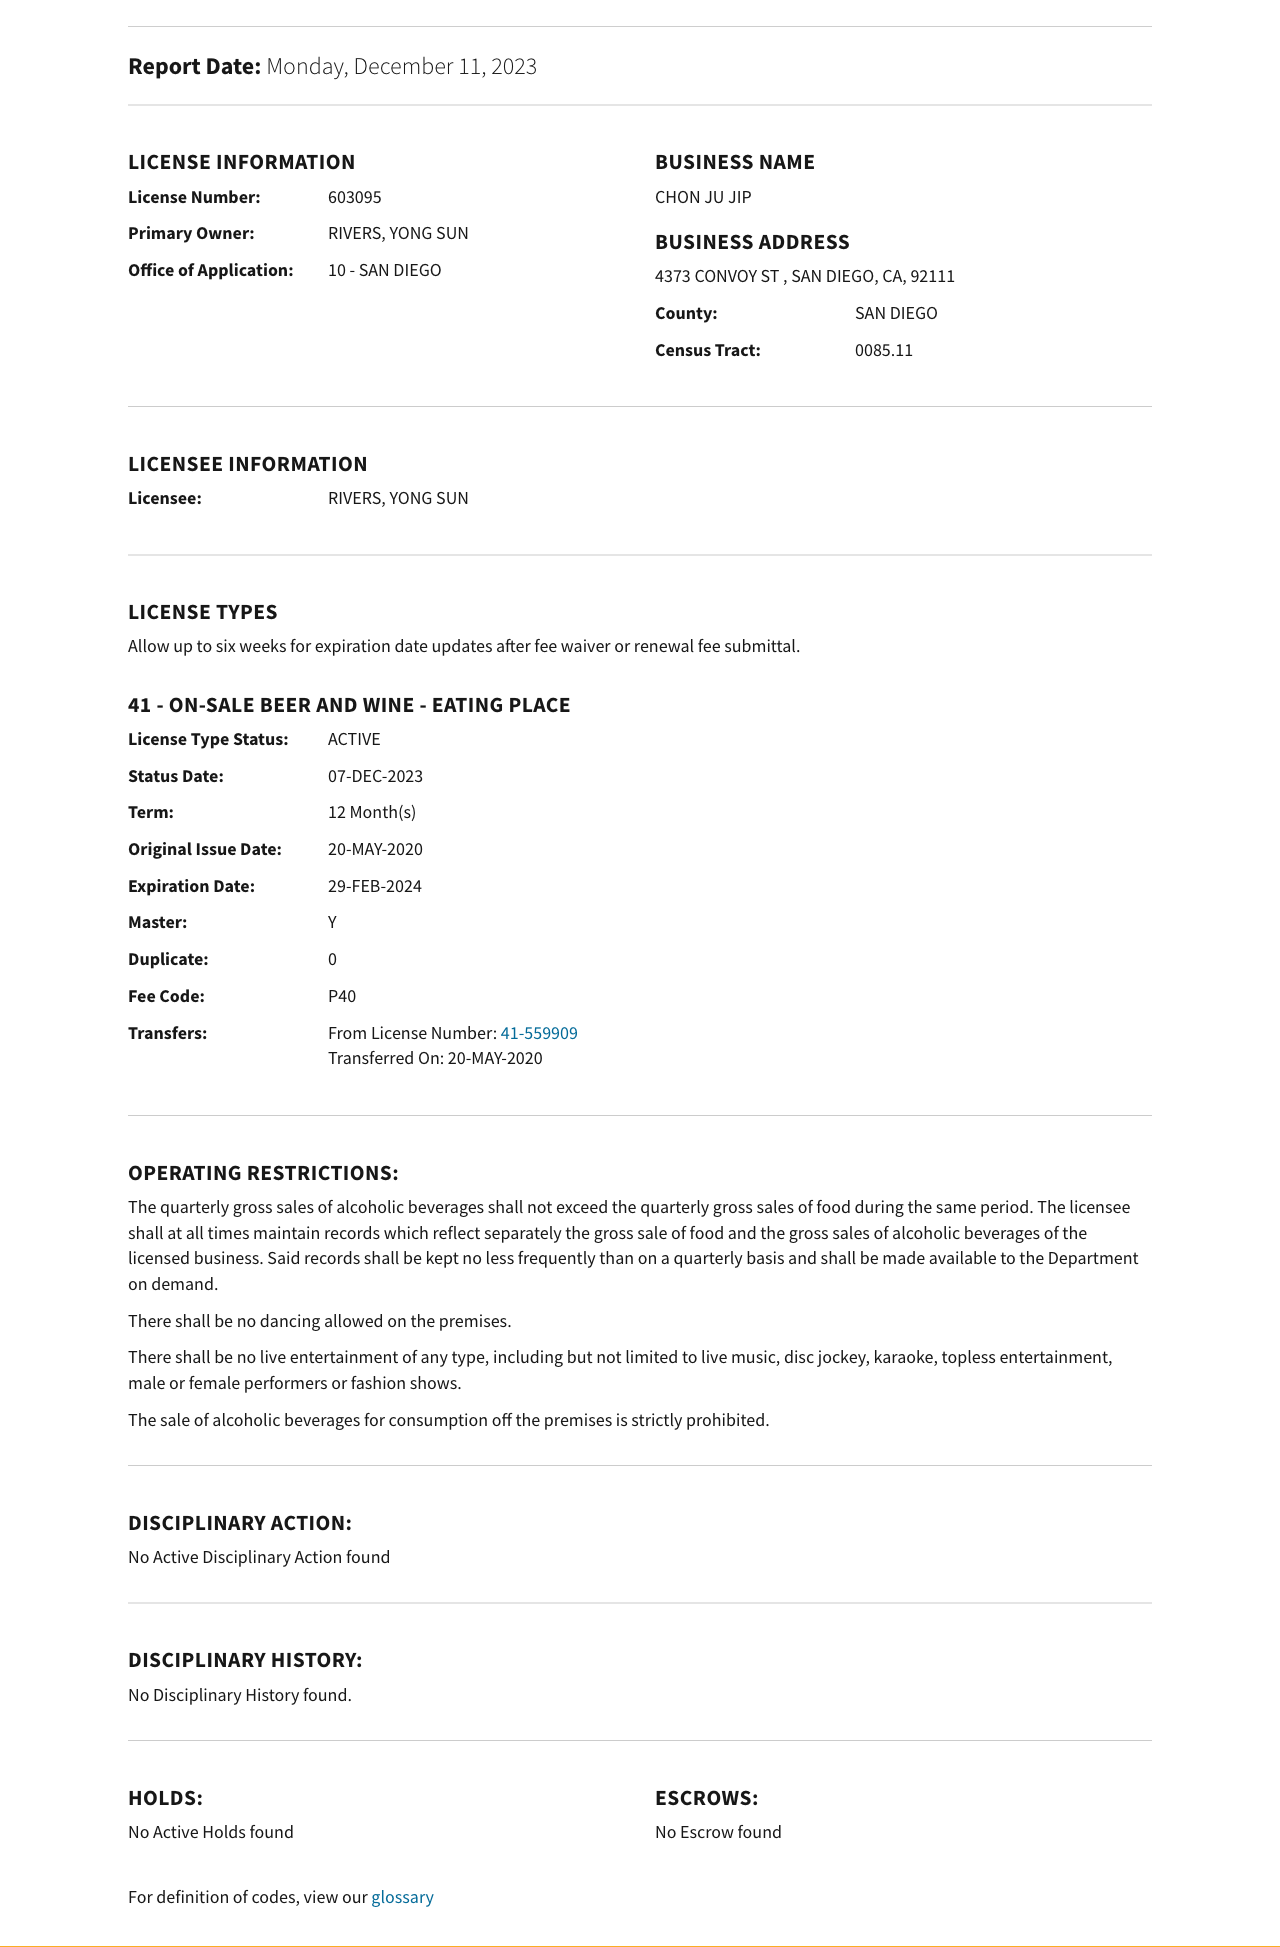 Report Date: Monday, December 11, 2023
LICENSE INFORMATION
License Number: 603095
Primary Owner: RIVERS, YONG SUN
Office of Application: 10 - SAN DIEGO
BUSINESS NAME
CHON JU JIP
BUSINESS ADDRESS
4373 CONVOY ST , SAN DIEGO, CA, 92111
County: SAN DIEGO
Census Tract: 0085.11
LICENSEE INFORMATION
Licensee: RIVERS, YONG SUN
LICENSE TYPES
Allow up to six weeks for expiration date updates after fee waiver or renewal fee submittal.
41 - ON-SALE BEER AND WINE - EATING PLACE
License Type Status: ACTIVE
Status Date: 07-DEC-2023
Term: 12 Month(s)
Original Issue Date: 20-MAY-2020
Expiration Date: 29-FEB-2024
Master: Y
Duplicate: 0
Fee Code: P40
Transfers: From License Number: 41-559909
Transferred On: 20-MAY-2020
OPERATING RESTRICTIONS:
The quarterly gross sales of alcoholic beverages shall not exceed the quarterly gross sales of food during the same period. The licensee
shall at all times maintain records which reflect separately the gross sale of food and the gross sales of alcoholic beverages of the
licensed business. Said records shall be kept no less frequently than on a quarterly basis and shall be made available to the Department
on demand.
There shall be no dancing allowed on the premises.
There shall be no live entertainment of any type, including but not limited to live music, disc jockey, karaoke, topless entertainment,
male or female performers or fashion shows.
The sale of alcoholic beverages for consumption off the premises is strictly prohibited.
DISCIPLINARY ACTION:
No Active Disciplinary Action found
DISCIPLINARY HISTORY:
No Disciplinary History found.
HOLDS:
No Active Holds found
ESCROWS:
No Escrow found
For definition of codes, view our glossary